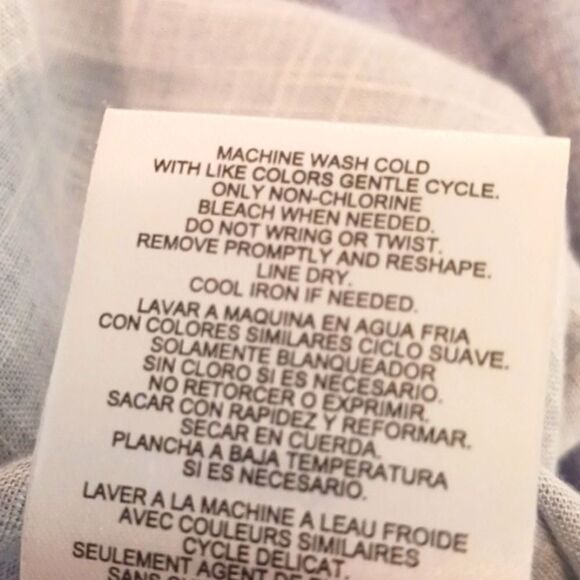 MACHINE WASH COLD
WITH LIKE COLORS GENTLE CYCLE.
ONLY NON-CHLORINE
BLEACH WHEN NEEDED.
DO NOT WRING OR TWIST.
REMOVE PROMPTLY AND RESHAPE.
LINE DRY.
COOL IRON IF NEEDED.
LAVAR A MAQUINA EN AGUA FRIA
CON COLORES SIMILARES CICLO SUAVE.
SOLAMENTE BLANQUEADOR
SIN CLORO SI ES NECESARIO.
NO RETORCER O EXPRIMIR.
SACAR CON RAPIDEZ Y REFORMAR.
SECAR EN CUERDA.
PLANCHA A BAJA TEMPERATURA
SI ES NECESARIO.
LAVER A LA MACHINE A LEAU FROIDE
AVEC COULEURS SIMILAIRES
CYCLE DELICAT.
SEULEMENT AGENT DE
SANS